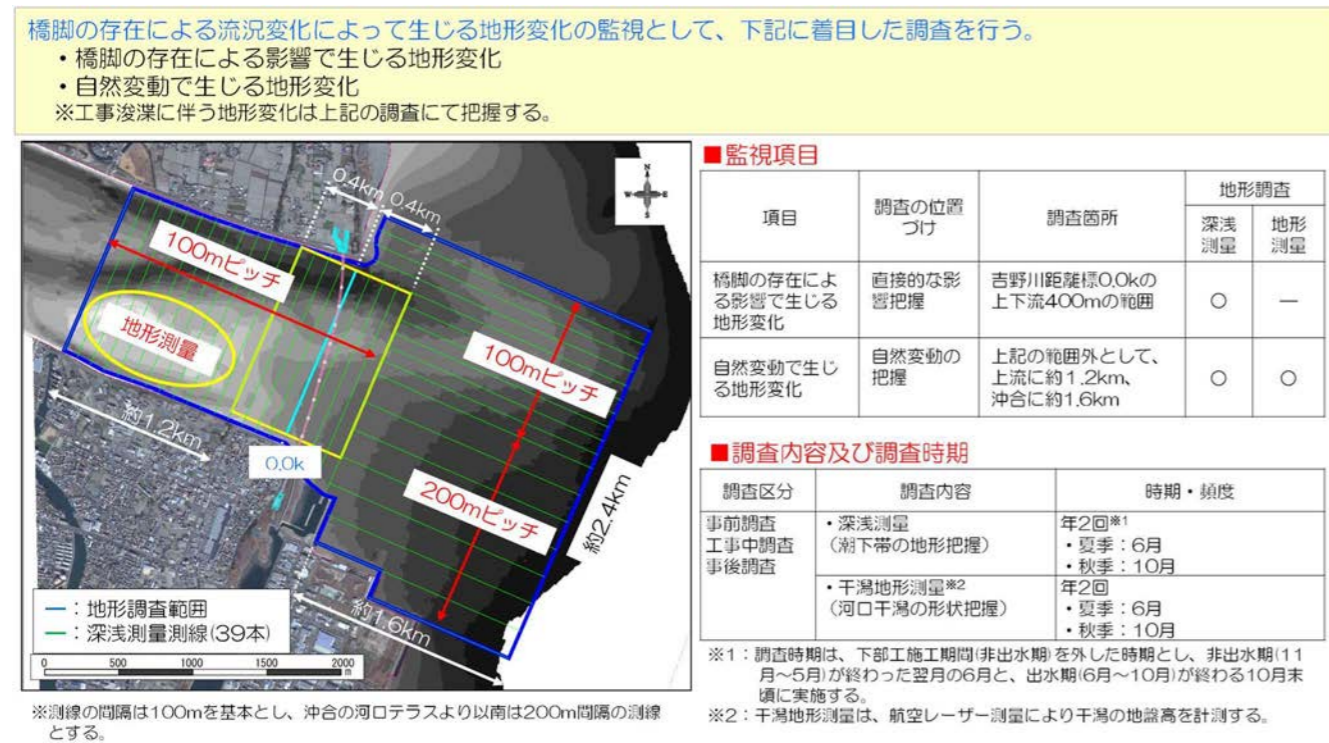 橋脚の存在による流況変化によって生じる地形変化の監視として、下記に着目した調査を行う。
・橋脚の存在による影響で生じる地形変化
・自然変動で生じる地形変化
※工事浚渫に伴う地形変化は上記の調査にて把握する。
0.4km
0.4km
N
W
E
S
100mピッチ
地形測量
100mピッチ
約1.2km
0.0k
200mピッチ
約2.4km
約1.6km
ー：地形調査範囲
ー：深浅測量測線(39本)
0 500 1000 1500 2000
m
※測線の間隔は100mを基本とし、沖合の河口テラスより以南は200m間隔の測線
とする。
■監視項目
項目
調査の位置
づけ
調査箇所
地形調査
深浅
測量
地形
測量
橋脚の存在によ
る影響で生じる
地形変化
直接的な影
響把握
吉野川距離標0.0kの
上下流400mの範囲
○
－
自然変動で生じ
る地形変化
自然変動の
把握
上記の範囲外として、
上流に約1.2km、
沖合に約1.6km
○
○
■調査内容及び調査時期
調査区分
調査内容
時期・頻度
事前調査
工事中調査
事後調査
・深浅測量
（潮下帯の地形把握）
年2回※1
・夏季：6月
・秋季：10月
・干潟地形測量※2
（河口干潟の形状把握）
年2回
・夏季：6月
・秋季：10月
※1：調査時期は、下部工施工期間(非出水期)を外した時期とし、非出水期(11
月～5月)が終わった翌月の6月と、出水期(6月～10月)が終わる10月末
頃に実施する。
※2：干潟地形測量は、航空レーザー測量により干潟の地盤高を計測する。